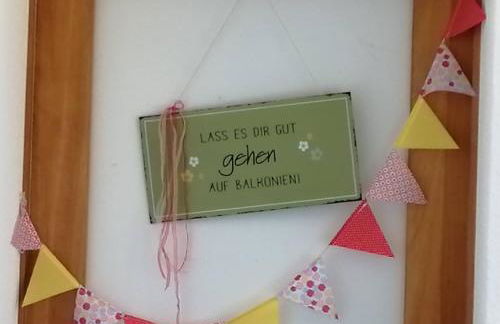 LASS ES DIR GUT
gehen
AUF BALKONIEN!